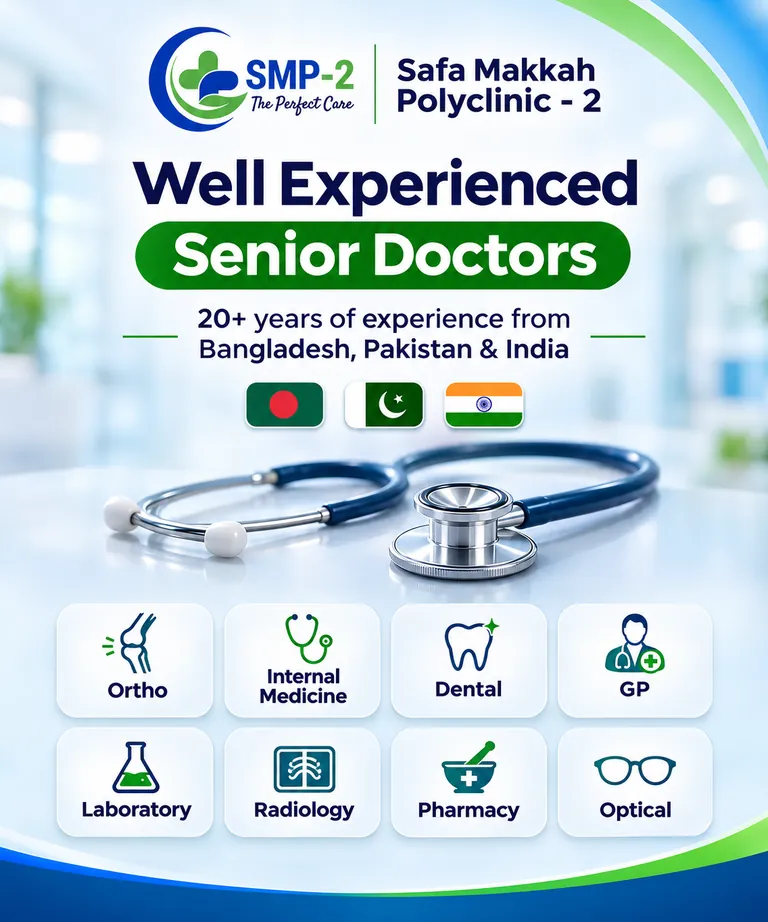 SMP-2
The Perfect Care
Safa Makkah
Polyclinic - 2
Well Experienced
Senior Doctors
20+ years of experience from
Bangladesh, Pakistan & India
Ortho
Internal
Medicine
Dental
GP
Laboratory
Radiology
Pharmacy
Optical